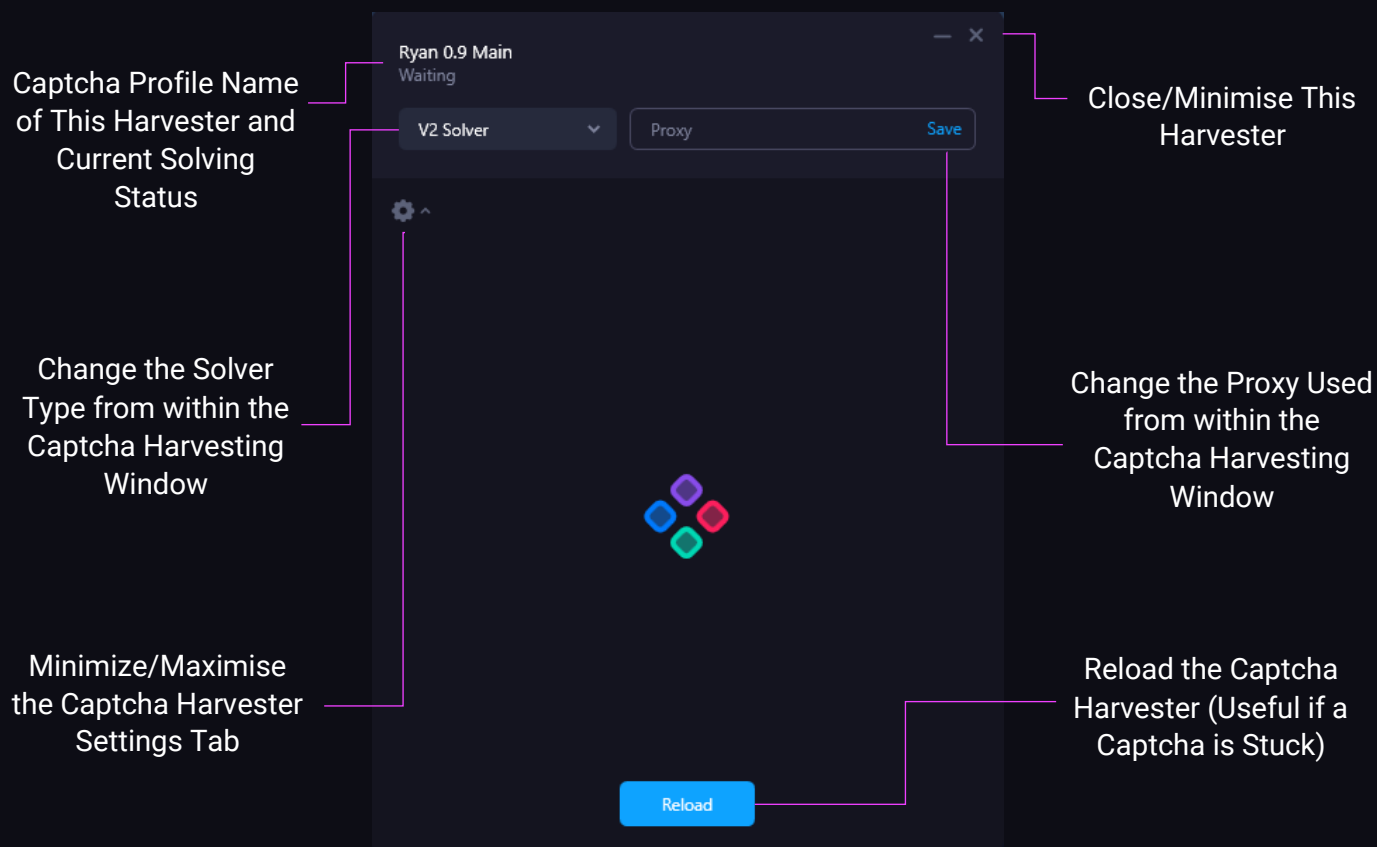 Ryan 0.9 Main
Waiting
V2 Solver
Proxy
Save
Captcha Profile Name
of This Harvester and
Current Solving
Status
Close/Minimise This
Harvester
Change the Solver
Type from within the
Captcha Harvesting
Window
Change the Proxy Used
from within the
Captcha Harvesting
Window
Minimize/Maximise
the Captcha Harvester
Settings Tab
Reload the Captcha
Harvester (Useful if a
Captcha is Stuck)
Reload